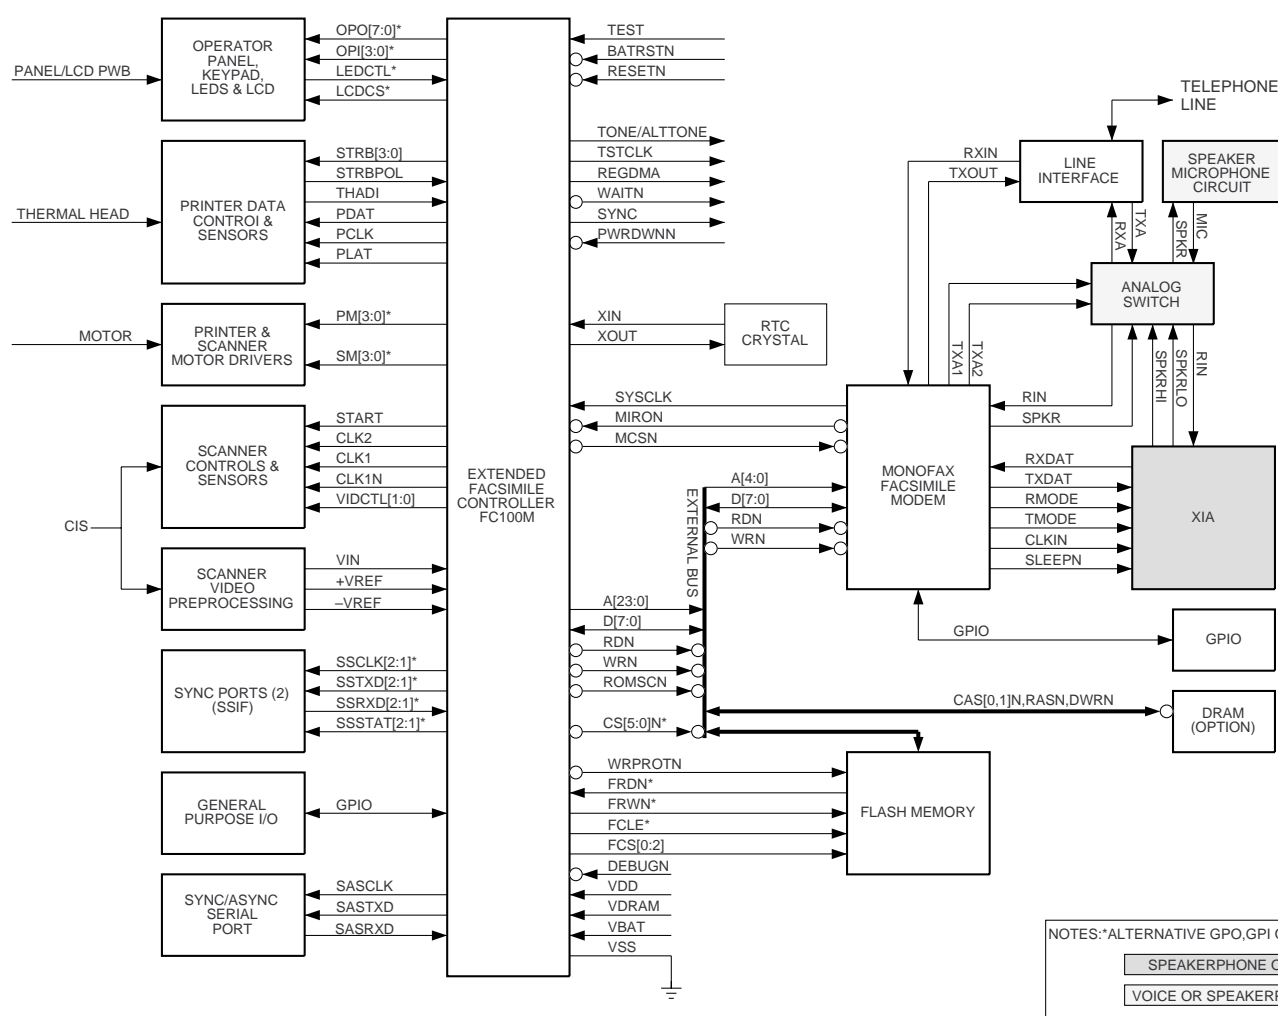 PANEL/LCD PWB
OPERATOR
PANEL,
KEYPAD,
LEDS & LCD
OPO[7:0]*
OPI[3:0]*
LEDCTL*
LCDCS*
THERMAL HEAD
PRINTER DATA
CONTROI &
SENSORS
STRB[3:0]
STRBPOL
THADI
PDAT
PCLK
PLAT
MOTOR
PRINTER &
SCANNER
MOTOR DRIVERS
PM[3:0]*
SM[3:0]*
CIS
SCANNER
CONTROLS &
SENSORS
START
CLK2
CLK1
CLK1N
VIDCTL[1:0]
SCANNER
VIDEO
PREPROCESSING
VIN
+VREF
–VREF
SYNC PORTS (2)
(SSIF)
SSCLK[2:1]*
SSTXD[2:1]*
SSRXD[2:1]*
SSSTAT[2:1]*
GENERAL
PURPOSE I/O
GPIO
SYNC/ASYNC
SERIAL
PORT
SASCLK
SASTXD
SASRXD
EXTENDED
FACSIMILE
CONTROLLER
FC100M
TEST
BATRSTN
RESETN
TONE/ALTTONE
TSTCLK
REGDMA
WAITN
SYNC
PWRDWNN
XIN
XOUT
RTC
CRYSTAL
SYSCLK
MIRON
MCSN
EXTERNAL BUS
A[4:0]
D[7:0]
RDN
WRN
A[23:0]
D[7:0]
RDN
WRN
ROMSCN
CS[5:0]N*
WRPROTN
FRDN*
FRWN*
FCLE*
FCS[0:2]
DEBUGN
VDD
VDRAM
VBAT
VSS
FLASH MEMORY
MONOFAX
FACSIMILE
MODEM
RXIN
TXOUT
LINE
INTERFACE
TELEPHONE
LINE
SPEAKER
MICROPHONE
CIRCUIT
RXA
TXA
SPKR
MIC
ANALOG
SWITCH
TXA1
TXA2
SPKRHI
SPKRLO
RIN
RIN
SPKR
RXDAT
TXDAT
RMODE
TMODE
CLKIN
SLEEPN
XIA
GPIO
GPIO
CAS[0,1]N,RASN,DWRN
DRAM
(OPTION)
NOTES:*ALTERNATIVE GPO,GPI
SPEAKERPHONE
VOICE OR